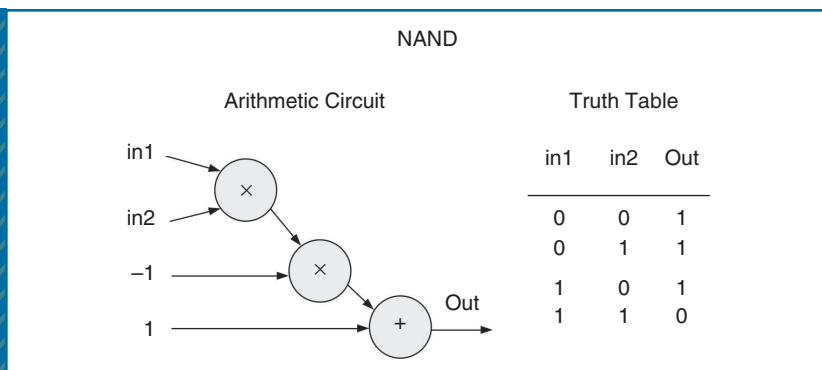 NAND
Arithmetic Circuit
Truth Table
in1
in2
–1
1
×
×
+
Out
in1 in2 Out
0 0 1
0 1 1
1 0 1
1 1 0